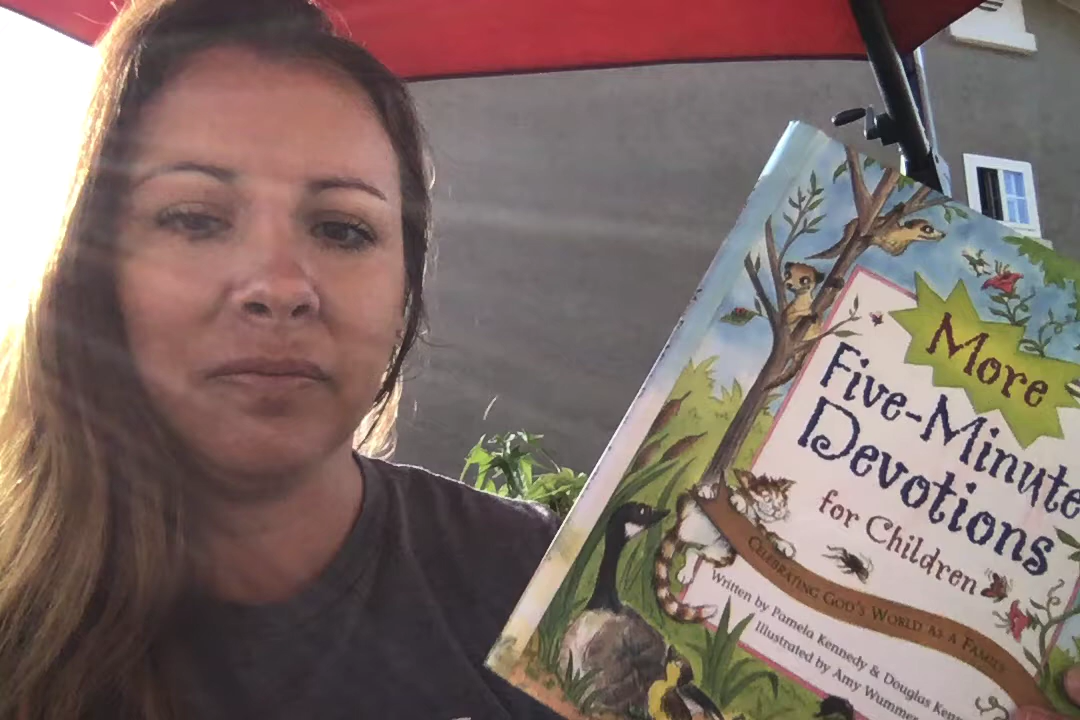 More
Five-Minute
Devotions
for Children
CELEBRATING GOD'S WORLD AS A FAMILY
Written by Pamela Kennedy & Douglas
Illustrated by Amy Wummer